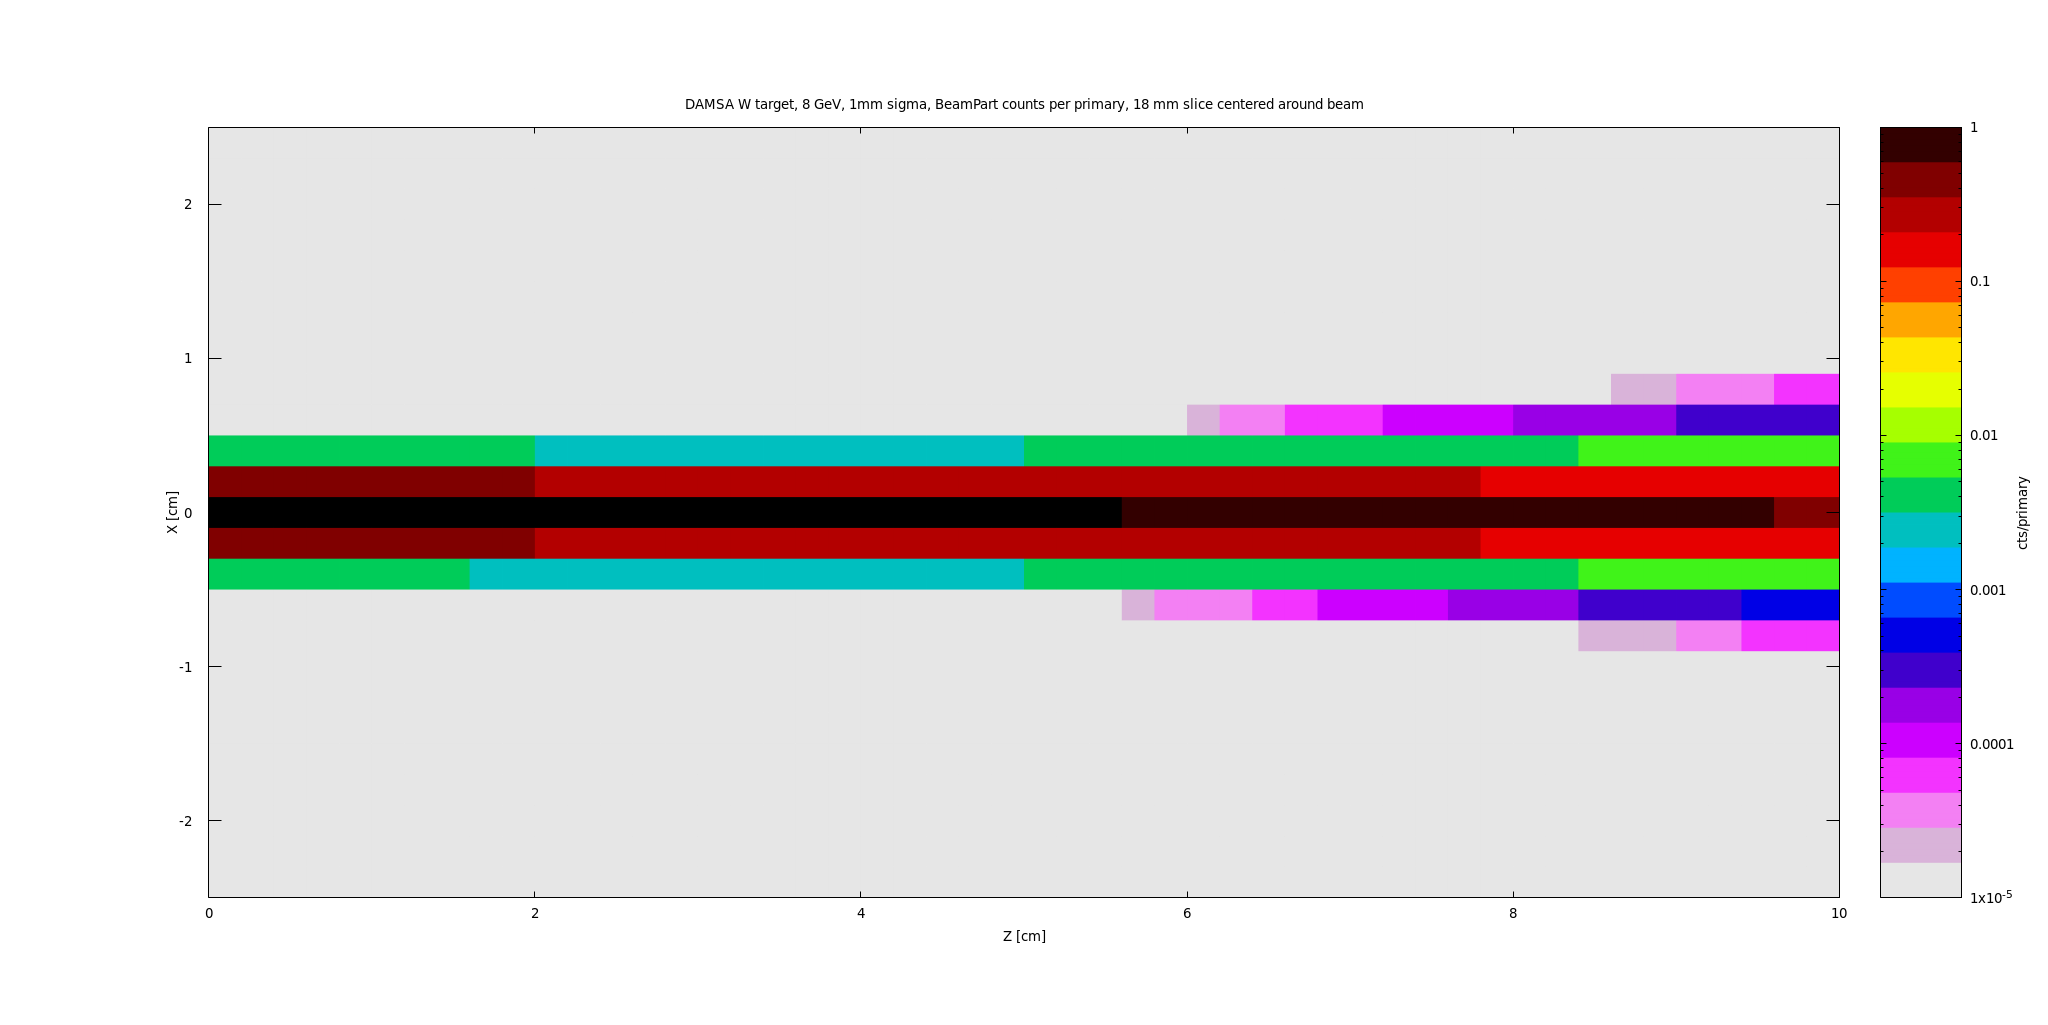 DAMSA W target, 8 GeV, 1mm sigma, BeamPart counts per primary, 18 mm slice centered around beam
2
1
0
-1
-2
X [cm]
0 2 4 6 8 10
Z [cm]
1
0.1
0.01
0.001
0.0001
1x10⁻⁵
cts/primary